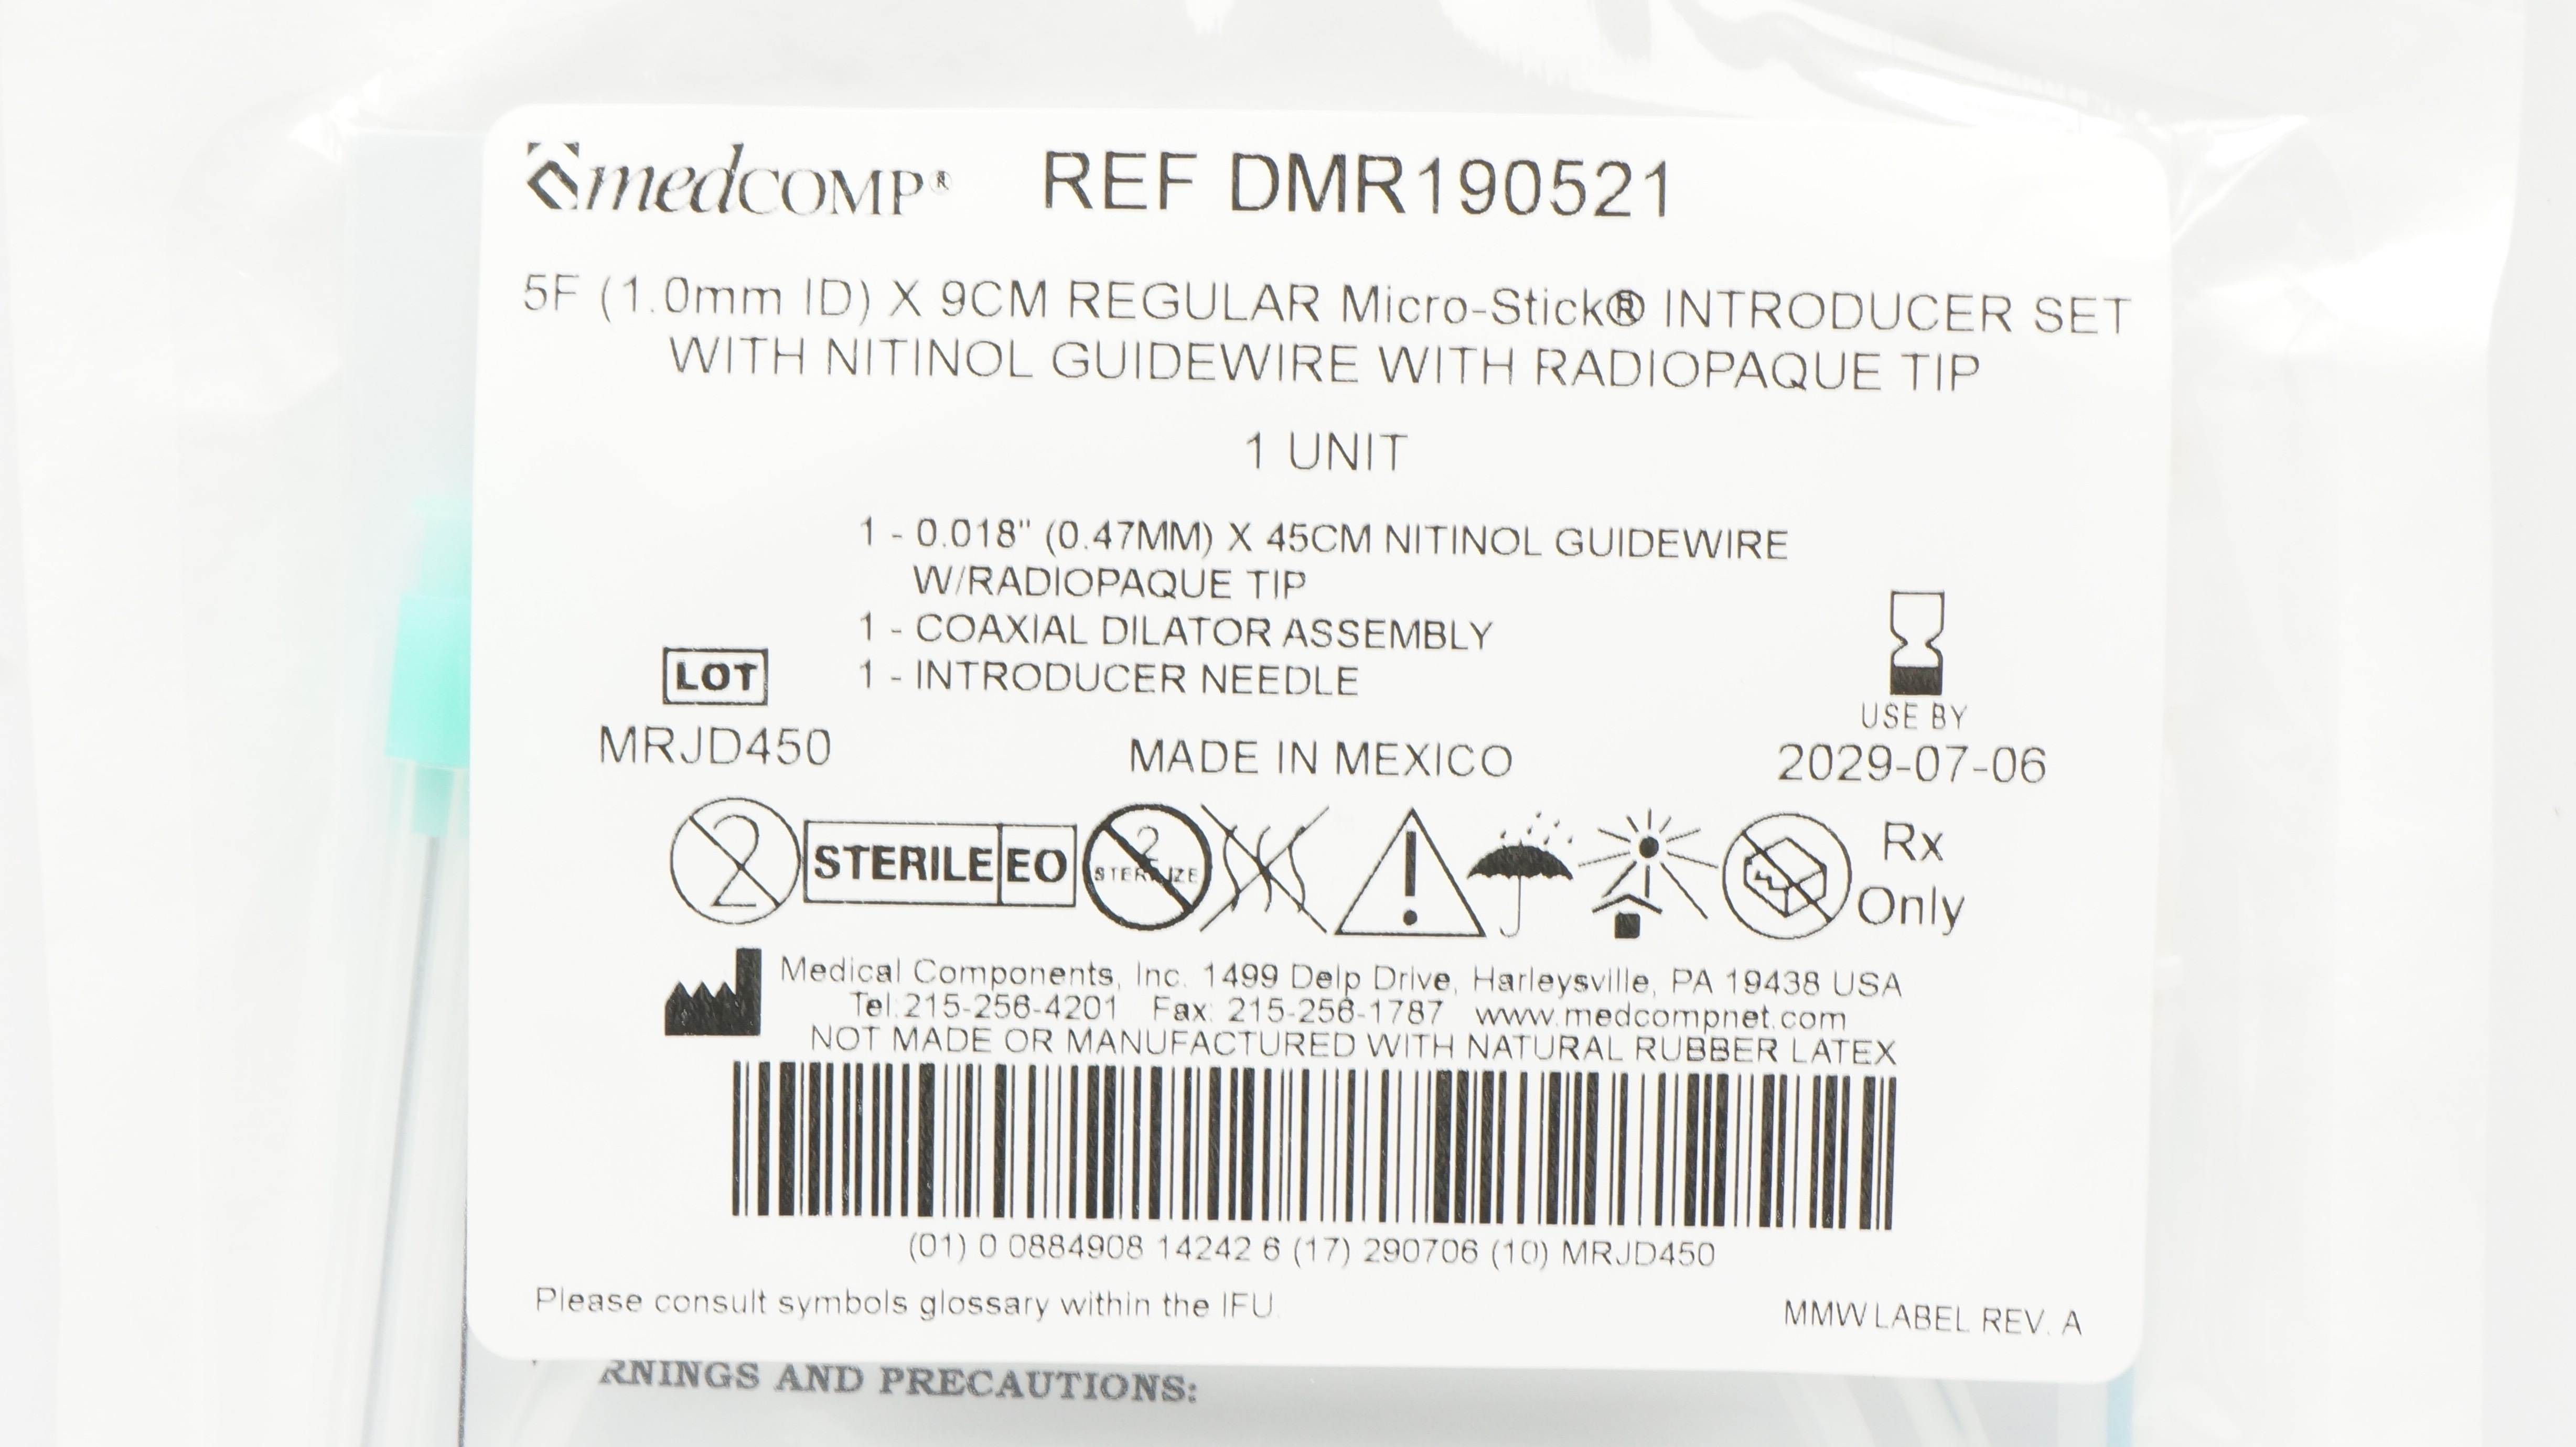 medCOMP® REF DMR190521
5F (1.0mm ID) X 9CM REGULAR Micro-Stick® INTRODUCER SET
WITH NITINOL GUIDEWIRE WITH RADIOPAQUE TIP
1 UNIT
1 - 0.018" (0.47MM) X 45CM NITINOL GUIDEWIRE
W/RADIOPAQUE TIP
1 - COAXIAL DILATOR ASSEMBLY
1 - INTRODUCER NEEDLE
LOT
MRJD450
MADE IN MEXICO
USE BY
2029-07-06
2 STERILE EO 2 STERILIZE
Rx
Only
Medical Components, Inc. 1499 Delp Drive, Harleysville, PA 19438 USA
Tel:215-256-4201 Fax: 215-256-1787 www.medcompnet.com
NOT MADE OR MANUFACTURED WITH NATURAL RUBBER LATEX
(01) 0 0884908 14242 6 (17) 290706 (10) MRJD450
Please consult symbols glossary within the IFU.
MMW LABEL REV. A
AND PRECAUTIONS: